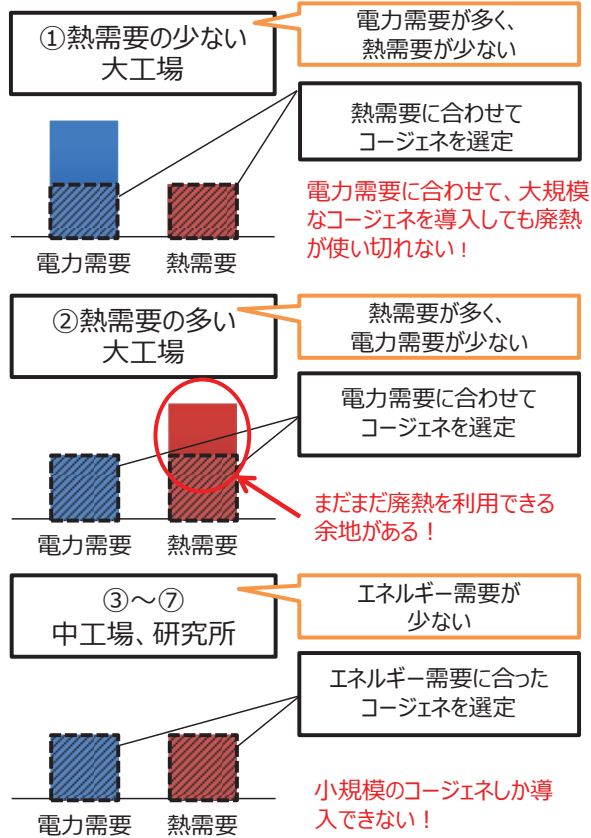 ①熱需要の少ない
大工場
電力需要が多く、
熱需要が少ない
熱需要に合わせて
コージェネを選定
電力需要に合わせて、大規模
なコージェネを導入しても廃熱
が使い切れない！
電力需要
熱需要
②熱需要の多い
大工場
熱需要が多く、
電力需要が少ない
電力需要に合わせて
コージェネを選定
まだまだ廃熱を利用できる
余地がある！
電力需要
熱需要
③～⑦
中工場、研究所
エネルギー需要が
少ない
エネルギー需要に合った
コージェネを選定
小規模のコージェネしか導
入できない！
電力需要
熱需要